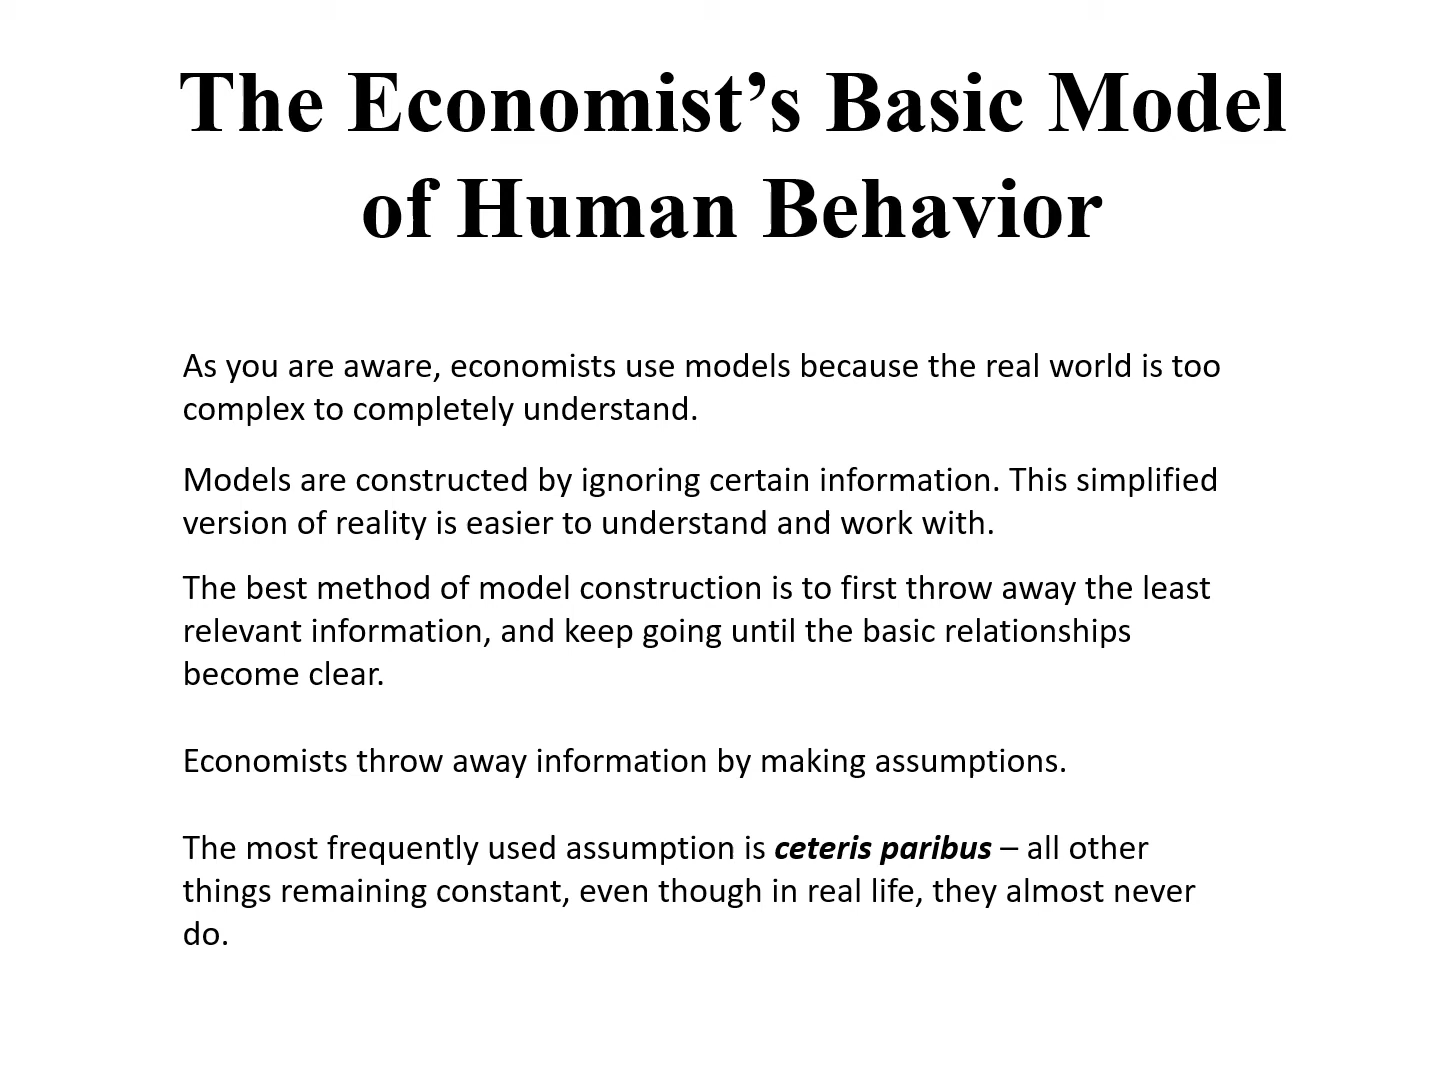 The Economist’s Basic Model
of Human Behavior
As you are aware, economists use models because the real world is too
complex to completely understand.
Models are constructed by ignoring certain information. This simplified
version of reality is easier to understand and work with.
The best method of model construction is to first throw away the least
relevant information, and keep going until the basic relationships
become clear.
Economists throw away information by making assumptions.
The most frequently used assumption is ceteris paribus – all other
things remaining constant, even though in real life, they almost never
do.